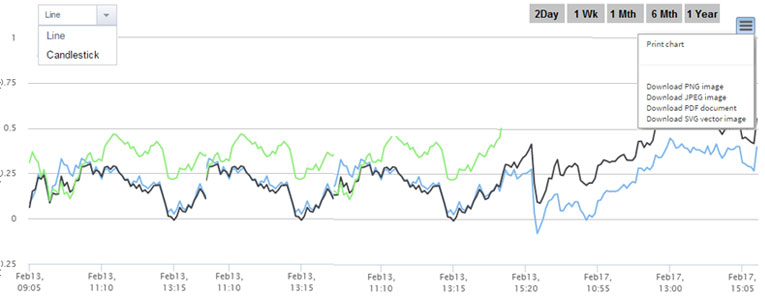 Line
Line
Candlestick
2Day 1 Wk 1 Mth 6 Mth 1 Year
Print chart
Download PNG image
Download JPEG image
Download PDF document
Download SVG vector image
1
0.75
0.5
0.25
0
0.25
Feb13, 09:05
Feb13, 11:10
Feb13, 13:15
Feb13, 11:10
Feb13, 13:15
Feb13, 11:10
Feb13, 13:15
Feb13, 15:20
Feb17, 10:55
Feb17, 13:00
Feb17, 15:05